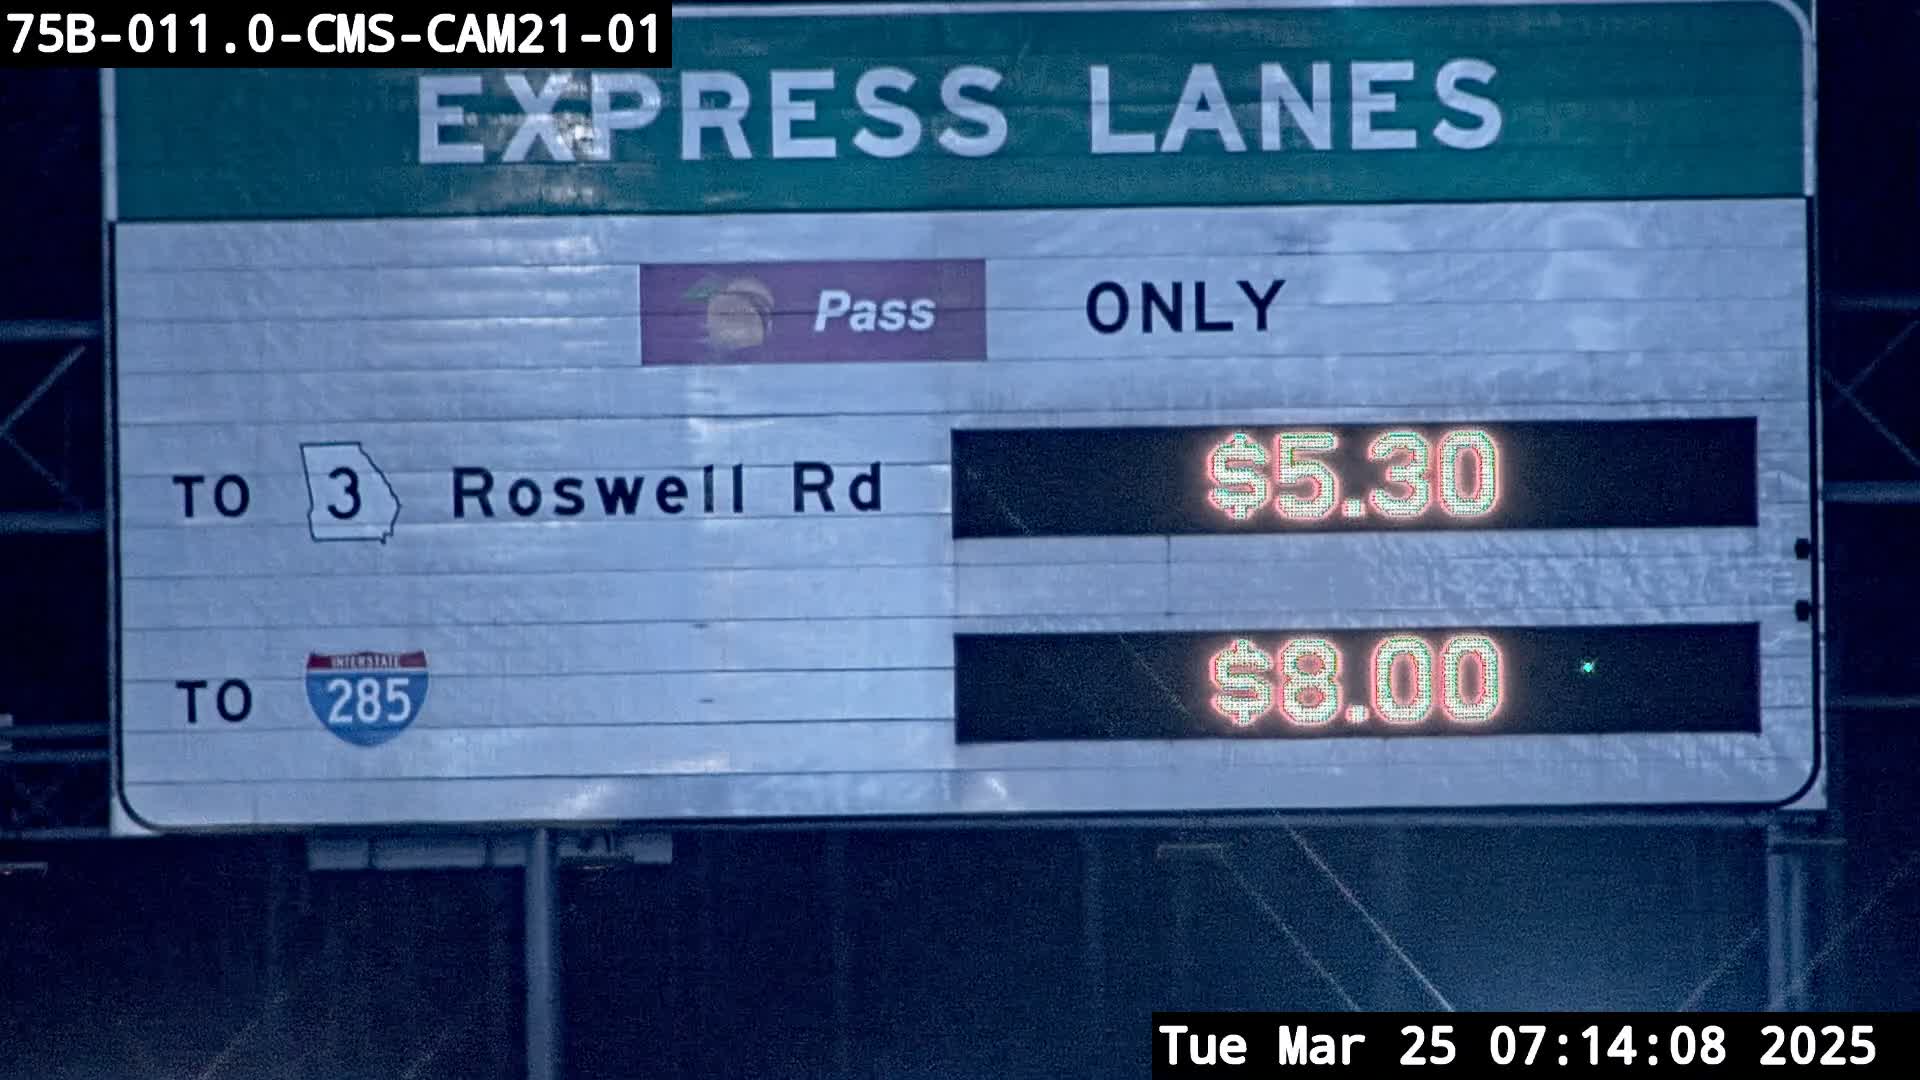 75B-011.0-CMS-CAM21-01
EXPRESS LANES
Pass ONLY
TO 3 Roswell Rd $5.30
INTERSTATE
TO 285 $8.00
Tue Mar 25 07:14:08 2025